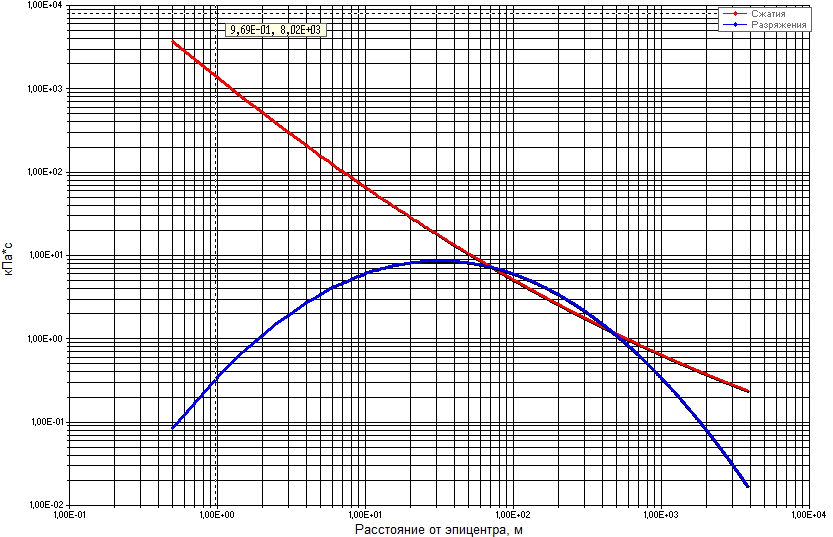 1,00E+04
Сжатия
Разряжения
9,69E-01, 8,02E+03
1,00E+03
1,00E+02
1,00E+01
кПа*с
1,00E+00
1,00E-01
1,00E-02
1,00E-01 1,00E+00 1,00E+01 1,00E+02 1,00E+03 1,00E+04
Расстояние от эпицентра, м